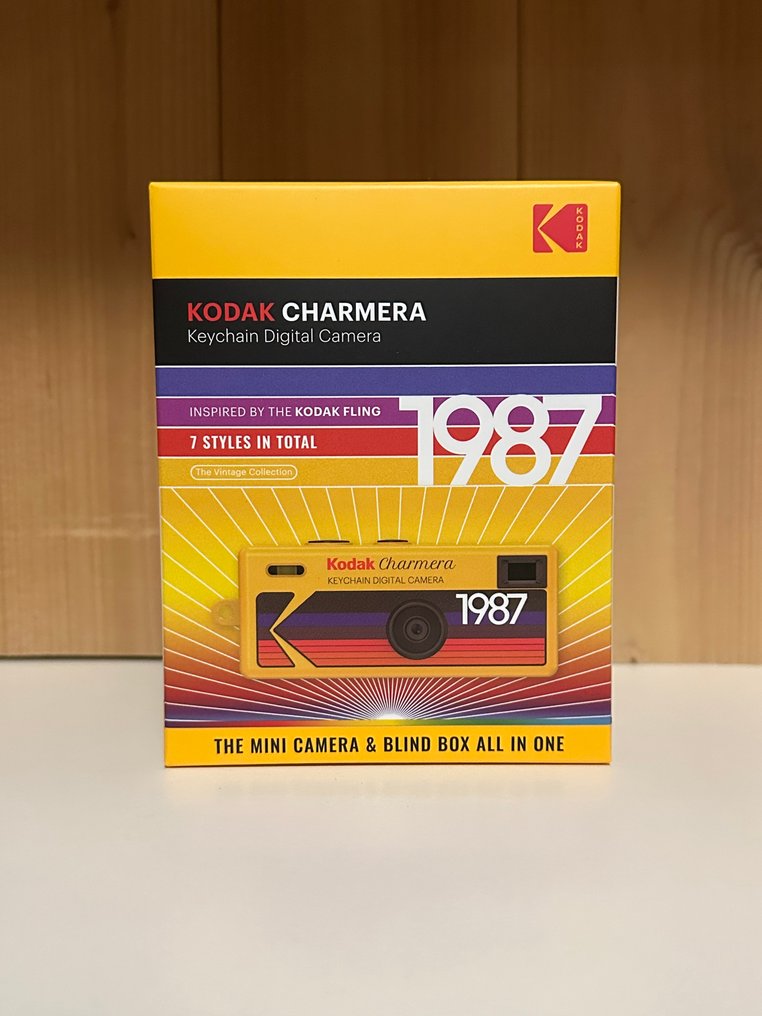 KODAK
KODAK CHARMERA
Keychain Digital Camera
INSPIRED BY THE KODAK FLING
1987
7 STYLES IN TOTAL
The Vintage Collection
Kodak Charmera
KEYCHAIN DIGITAL CAMERA
1987
THE MINI CAMERA & BLIND BOX ALL IN ONE